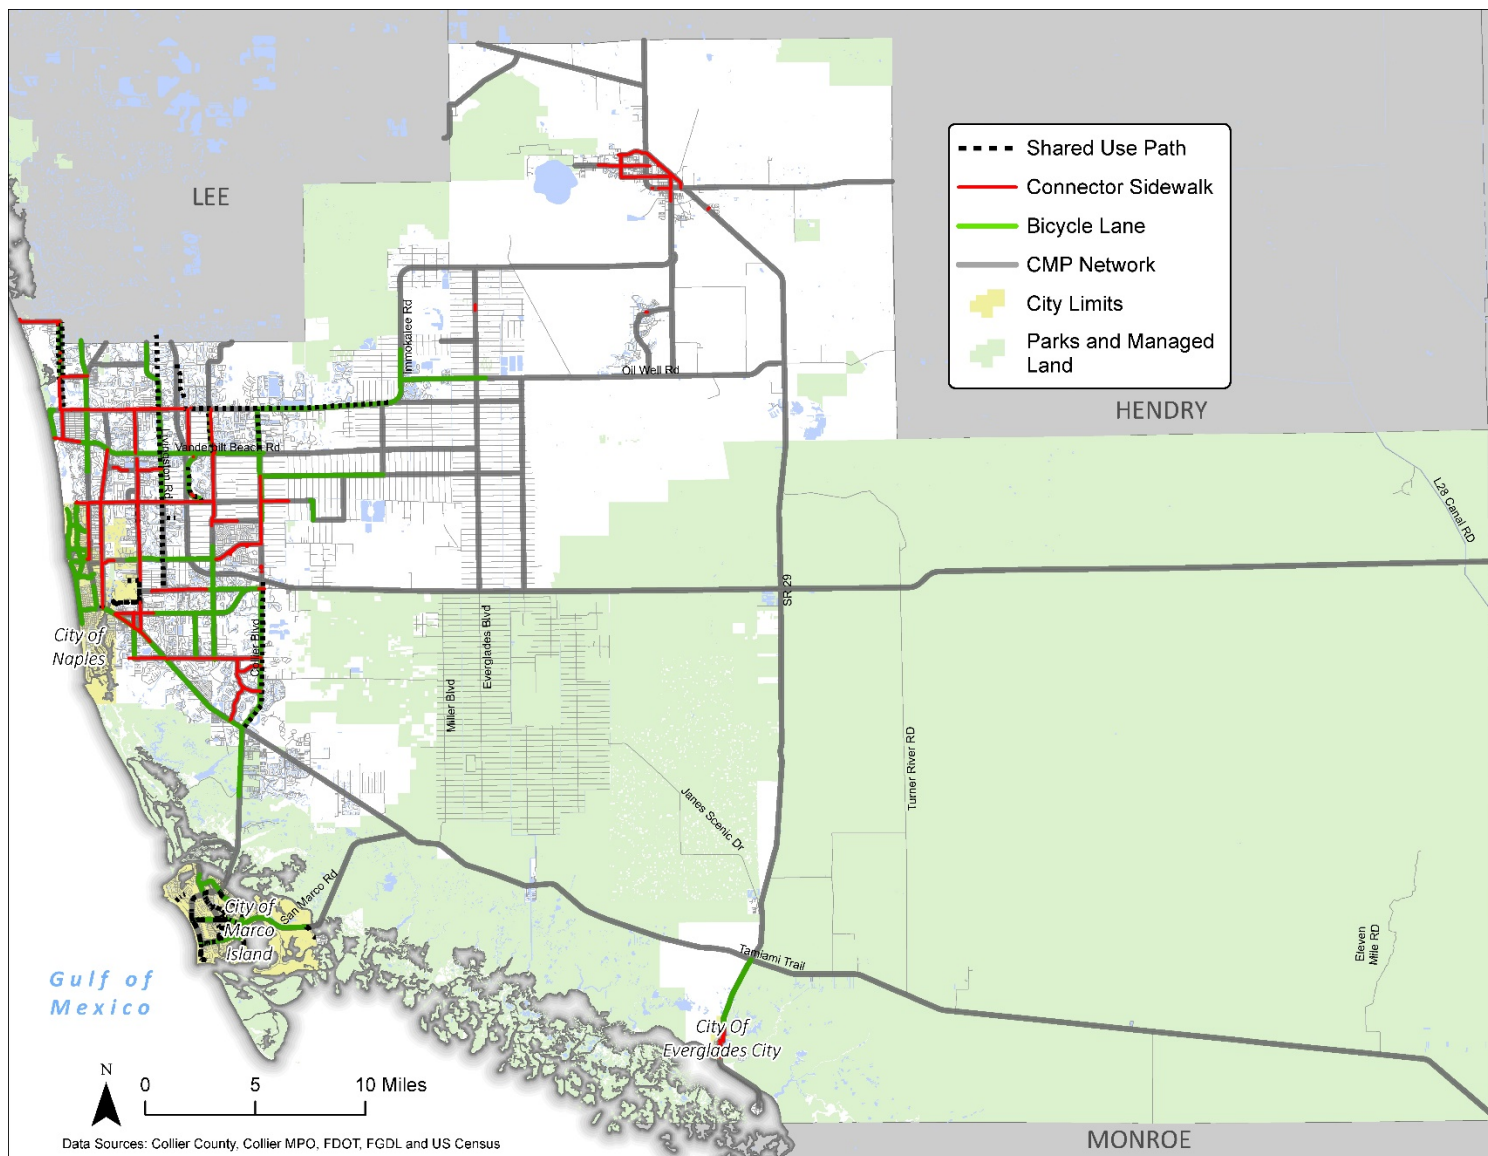 LEE
Shared Use Path
Connector Sidewalk
Bicycle Lane
CMP Network
City Limits
Parks and Managed
Land
HENDRY
Immokalee Rd
Oil Well Rd
Vanderbilt Beach Rd
Livingston Rd
L28 Canal RD
SR 29
City of
Naples
Collier Blvd
Miller Blvd
Everglades Blvd
Turner River RD
Janes Scenic Dr
San Marco Rd
City of
Marco
Island
Tamiami Trail
Eleven
Mile RD
Gulf of
Mexico
City Of
Everglades City
N
0 5 10 Miles
Data Sources: Collier County, Collier MPO, FDOT, FGDL and US Census
MONROE